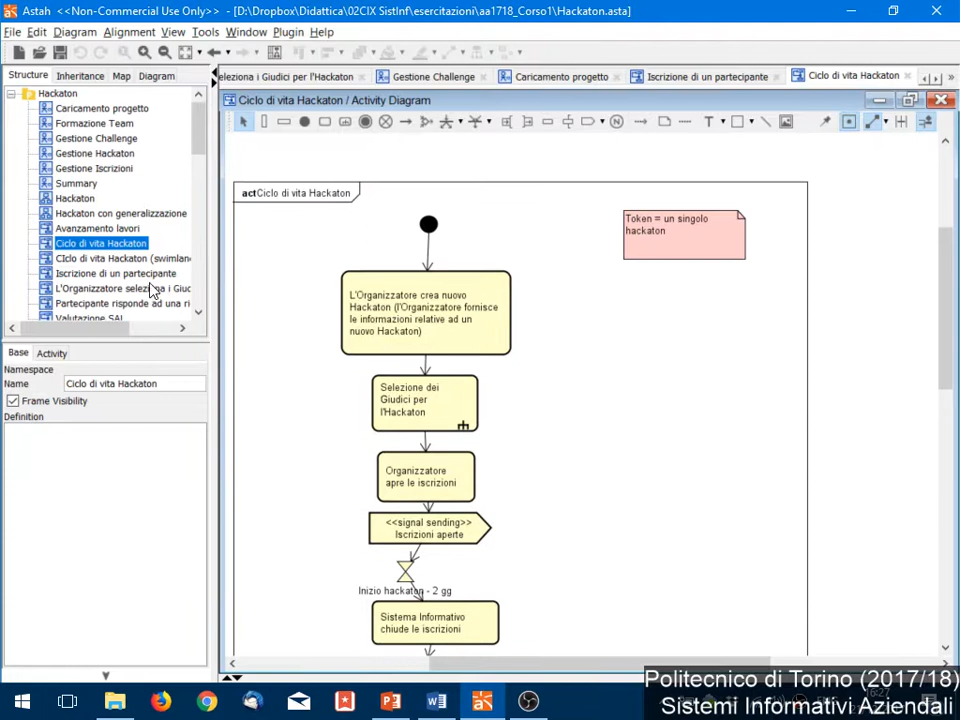 Astah <<Non-Commercial Use Only>> - [D:\Dropbox\Didattica\02CIX SistInf\esercitazioni\aa1718_Corso1\Hackaton.asta]
File Edit Diagram Alignment View Tools Window Plugin Help
Structure Inheritance Map Diagram
eleziona i Giudici per l'Hackaton
Gestione Challenge
Caricamento progetto
Iscrizione di un partecipante
Ciclo di vita Hackaton
Hackaton
Caricamento progetto
Formazione Team
Gestione Challenge
Gestione Hackaton
Gestione Iscrizioni
Summary
Hackaton
Hackaton con generalizzazione
Avanzamento lavori
Ciclo di vita Hackaton
CIclo di vita Hackaton (swimlan
Iscrizione di un partecipante
L'Organizzatore seleziona i Giuc
Partecipante risponde ad una ri
Valutazione SAL
Base Activity
Namespace
Name Ciclo di vita Hackaton
Frame Visibility
Definition
Ciclo di vita Hackaton / Activity Diagram
act Ciclo di vita Hackaton
Token = un singolo
hackaton
L'Organizzatore crea nuovo
Hackaton (l'Organizzatore fornisce
le informazioni relative ad un
nuovo Hackaton)
Selezione dei
Giudici per
l'Hackaton
Organizzatore
apre le iscrizioni
<<signal sending>>
Iscrizioni aperte
Inizio hackaton - 2 gg
Sistema Informativo
chiude le iscrizioni
16:27
Politecnico di Torino (2017/18)
Sistemi Informativi Aziendali